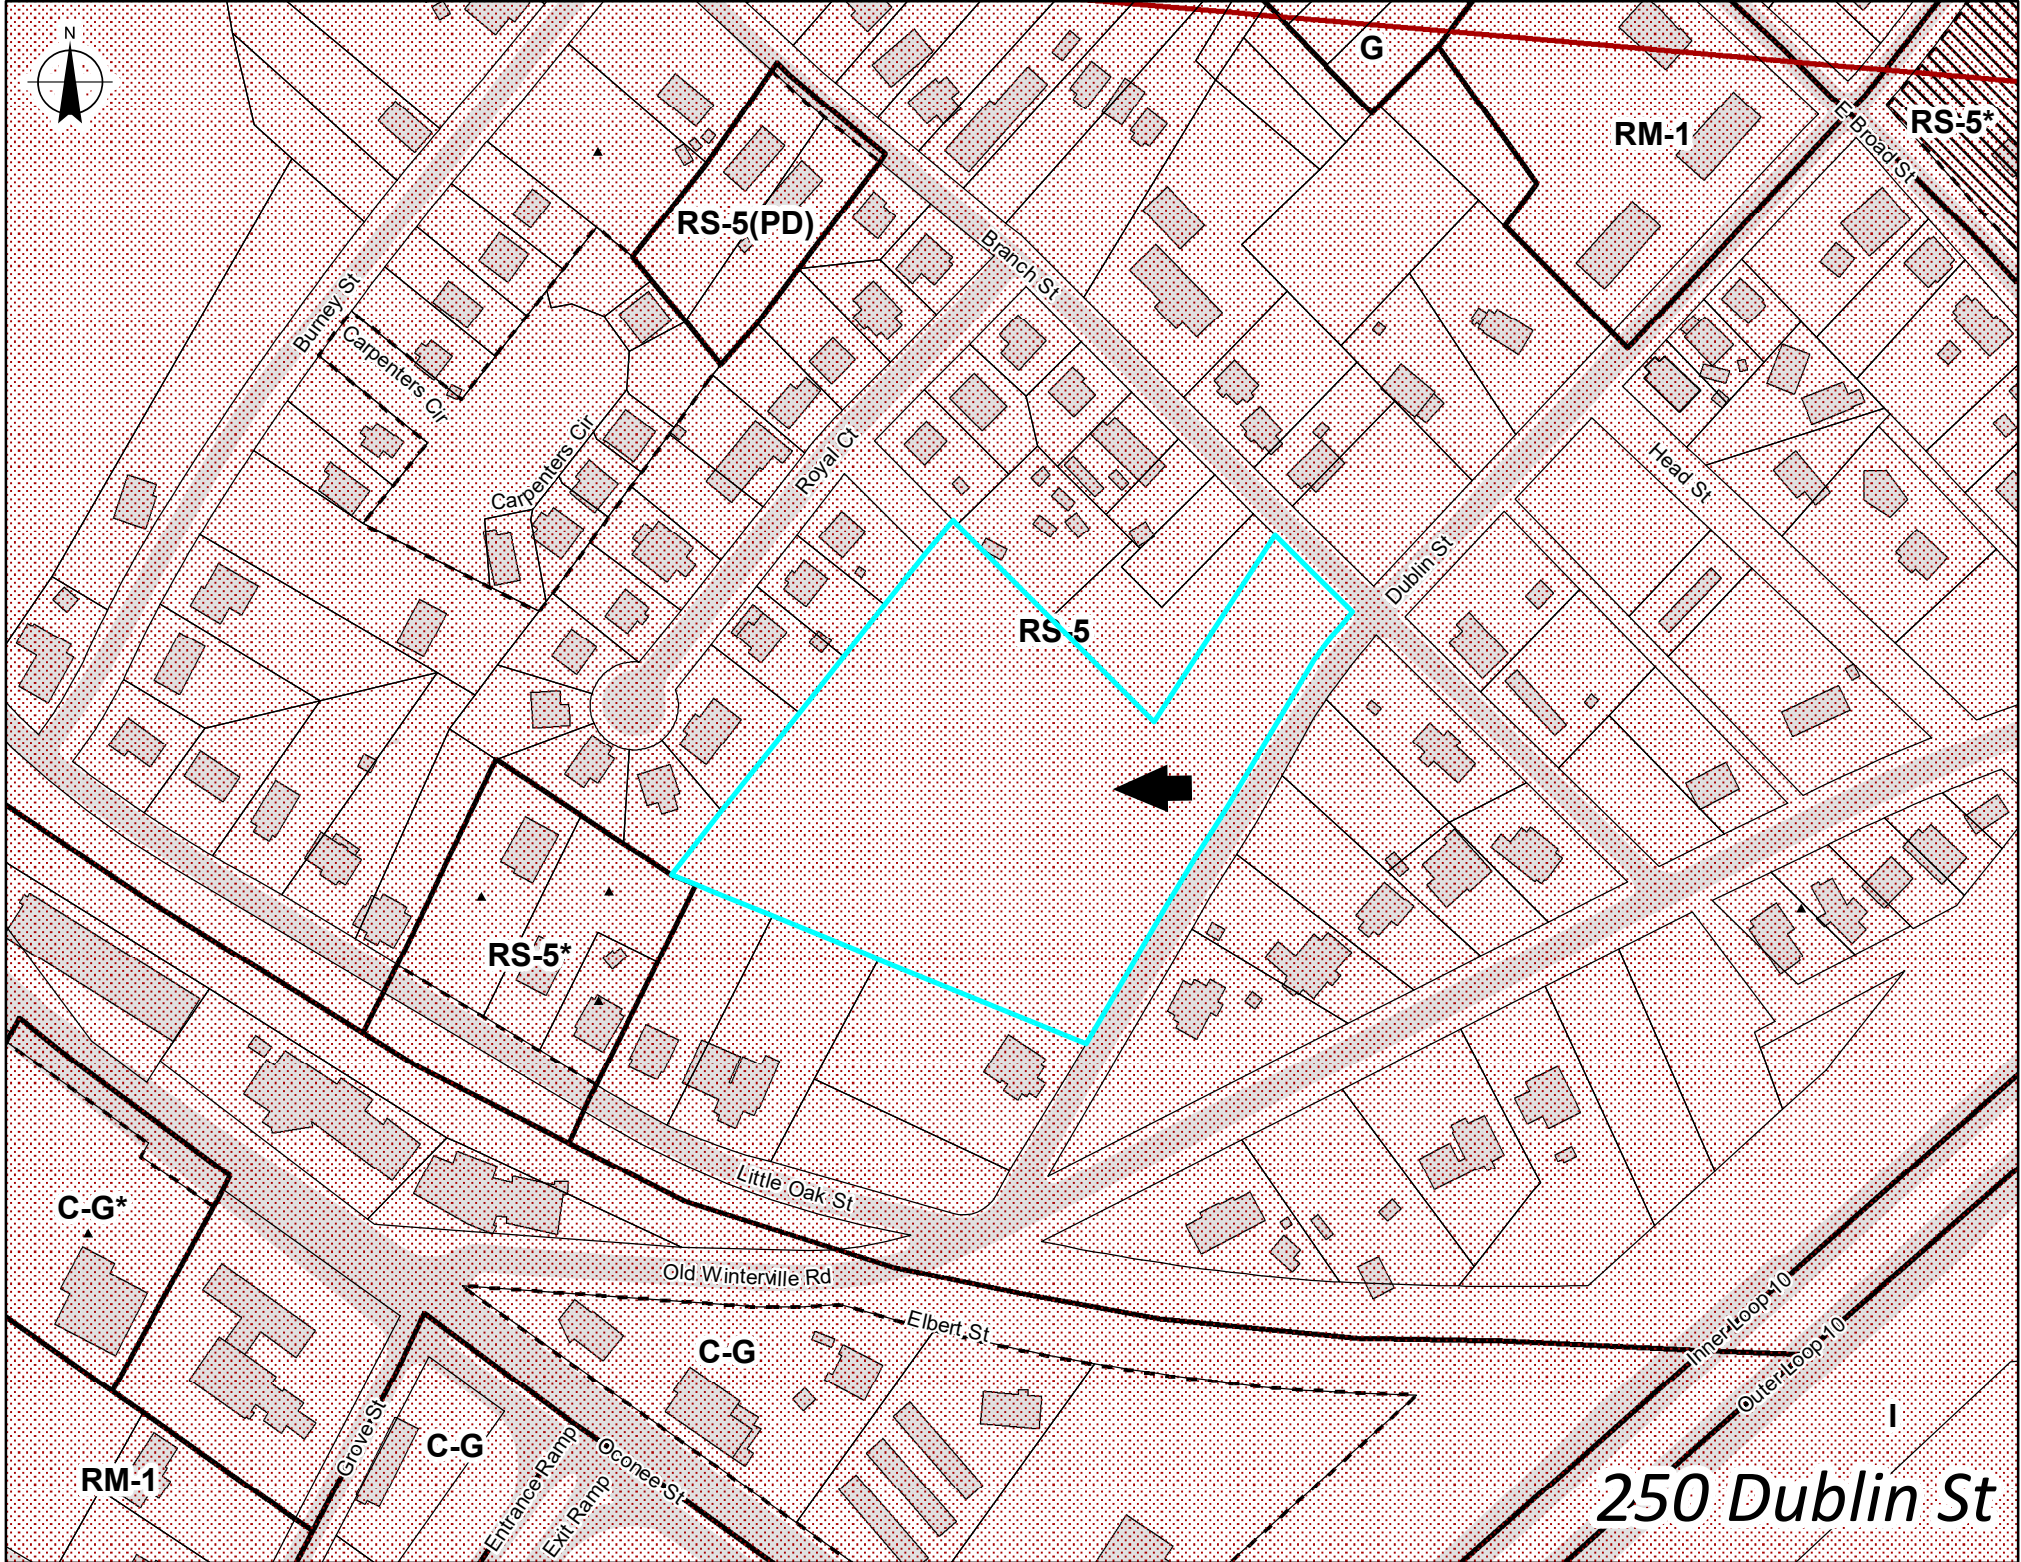 N
G
RM-1
RS-5*
E Broad St
RS-5(PD)
Branch St
Burney St
Carpenters Cir
Carpenters Cir
Royal Ct
Head St
Dublin St
RS-5
RS-5*
C-G*
Little Oak St
Old Winterville Rd
Elbert St
C-G
Inner Loop 10
Outer Loop 10
I
Grove St
C-G
Entrance Ramp
Exit Ramp
Oconee St
RM-1
250 Dublin St